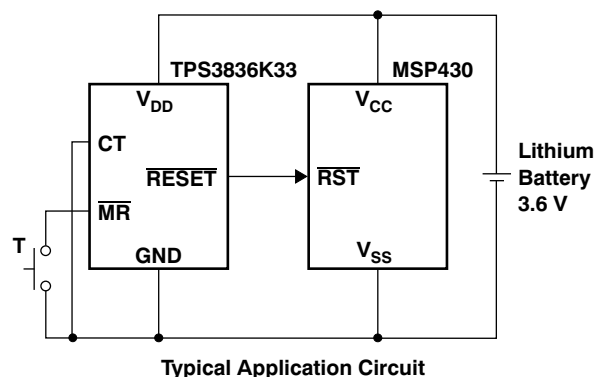 TPS3836K33
MSP430
V_DD
V_CC
CT
RESET
RST
MR
Lithium
Battery
3.6 V
T
GND
V_SS
Typical Application Circuit